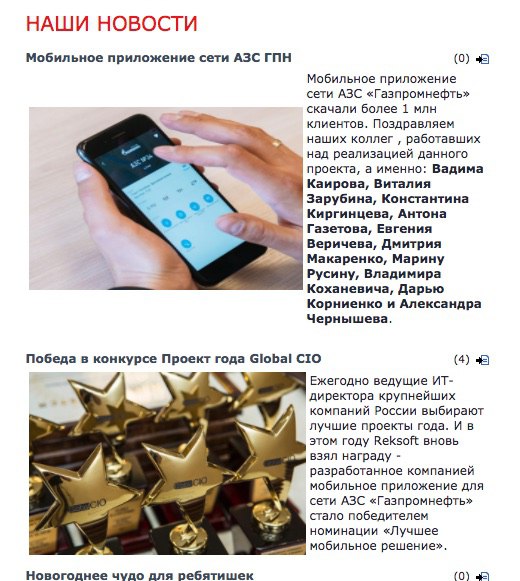 НАШИ НОВОСТИ
Мобильное приложение сети АЗС ГПН
(0)
Мобильное приложение
сети АЗС «Газпромнефть»
скачали более 1 млн
клиентов. Поздравляем
наших коллег , работавших
над реализацией данного
проекта, а именно: Вадима
Каирова, Виталия
Зарубина, Константина
Киргинцева, Антона
Газетова, Евгения
Веричева, Дмитрия
Макаренко, Марину
Русину, Владимира
Коханевича, Дарью
Корниенко и Александра
Чернышева.
АЗС №24
Победа в конкурсе Проект года Global CIO
(4)
Ежегодно ведущие ИТ-
директора крупнейших
компаний России выбирают
лучшие проекты года. И в
этом году Reksoft вновь
взял награду -
разработанное компанией
мобильное приложение для
сети АЗС «Газпромнефть»
стало победителем
номинации «Лучшее
мобильное решение».
CIO
Новогоднее чудо для ребятишек
(0)